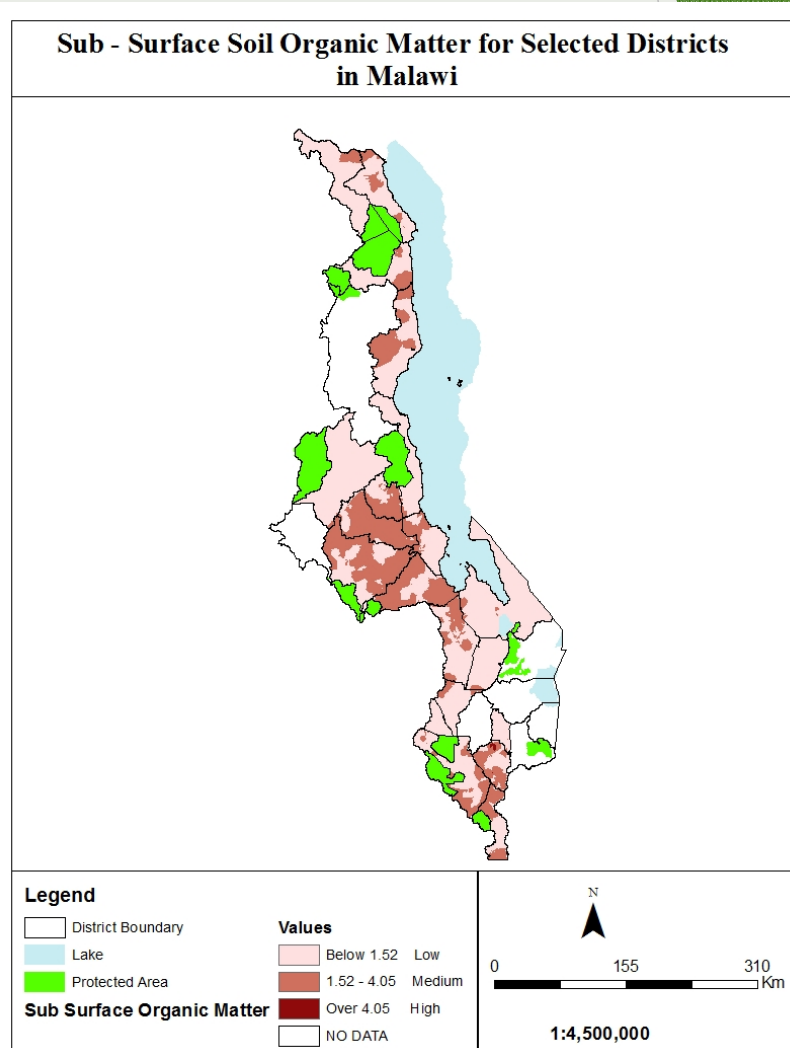 Sub - Surface Soil Organic Matter for Selected Districts
in Malawi
Legend
District Boundary
Lake
Protected Area
Sub Surface Organic Matter
Values
Below 1.52 Low
1.52 - 4.05 Medium
Over 4.05 High
NO DATA
N
0 155 310
Km
1:4,500,000